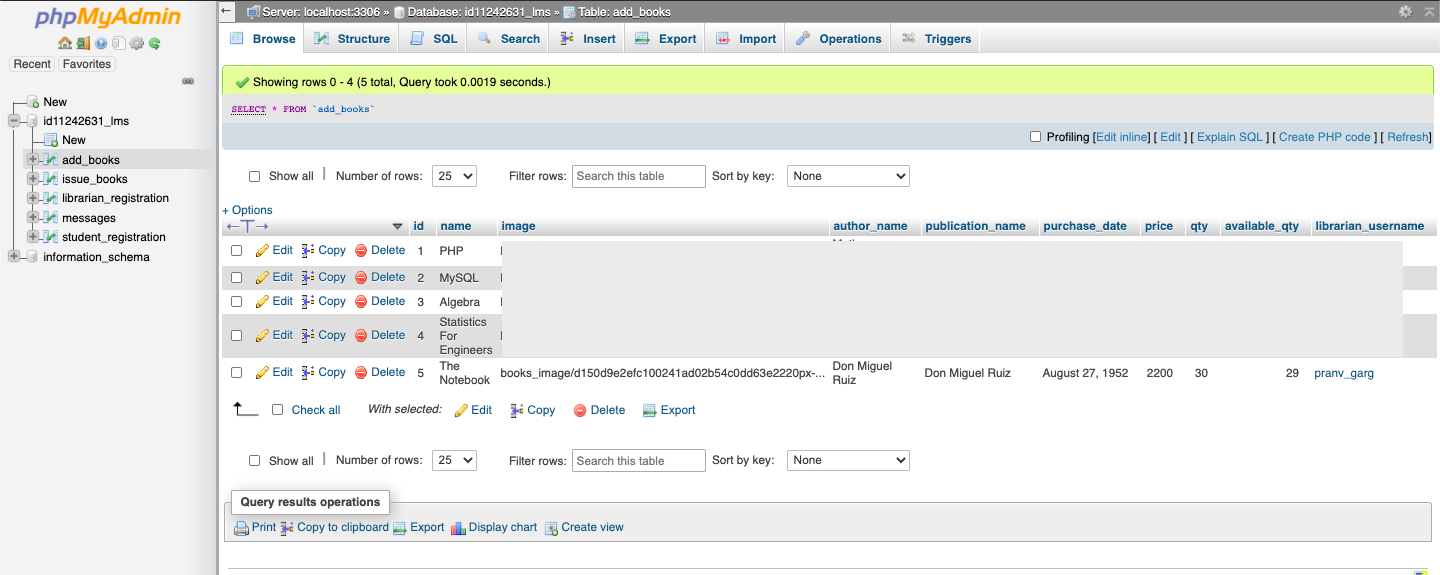 phpMyAdmin
Recent Favorites
New
id11242631_lms
New
add_books
issue_books
librarian_registration
messages
student_registration
information_schema
Server: localhost:3306 » Database: id11242631_lms » Table: add_books
Browse Structure SQL Search Insert Export Import Operations Triggers
Showing rows 0 - 4 (5 total, Query took 0.0019 seconds.)
SELECT * FROM `add_books`
Profiling [Edit inline] [ Edit ] [ Explain SQL ] [ Create PHP code ] [ Refresh]
Show all | Number of rows: 25 Filter rows: Search this table Sort by key: None
+ Options
←T→ id name image author_name publication_name purchase_date price qty available_qty librarian_username
Edit Copy Delete 1 PHP
Edit Copy Delete 2 MySQL
Edit Copy Delete 3 Algebra
Edit Copy Delete 4 Statistics
For
Engineers
Edit Copy Delete 5 The
Notebook books_image/d150d9e2efc100241ad02b54c0dd63e2220px-... Don Miguel
Ruiz Don Miguel Ruiz August 27, 1952 2200 30 29 pranv_garg
Check all With selected: Edit Copy Delete Export
Show all | Number of rows: 25 Filter rows: Search this table Sort by key: None
Query results operations
Print Copy to clipboard Export Display chart Create view